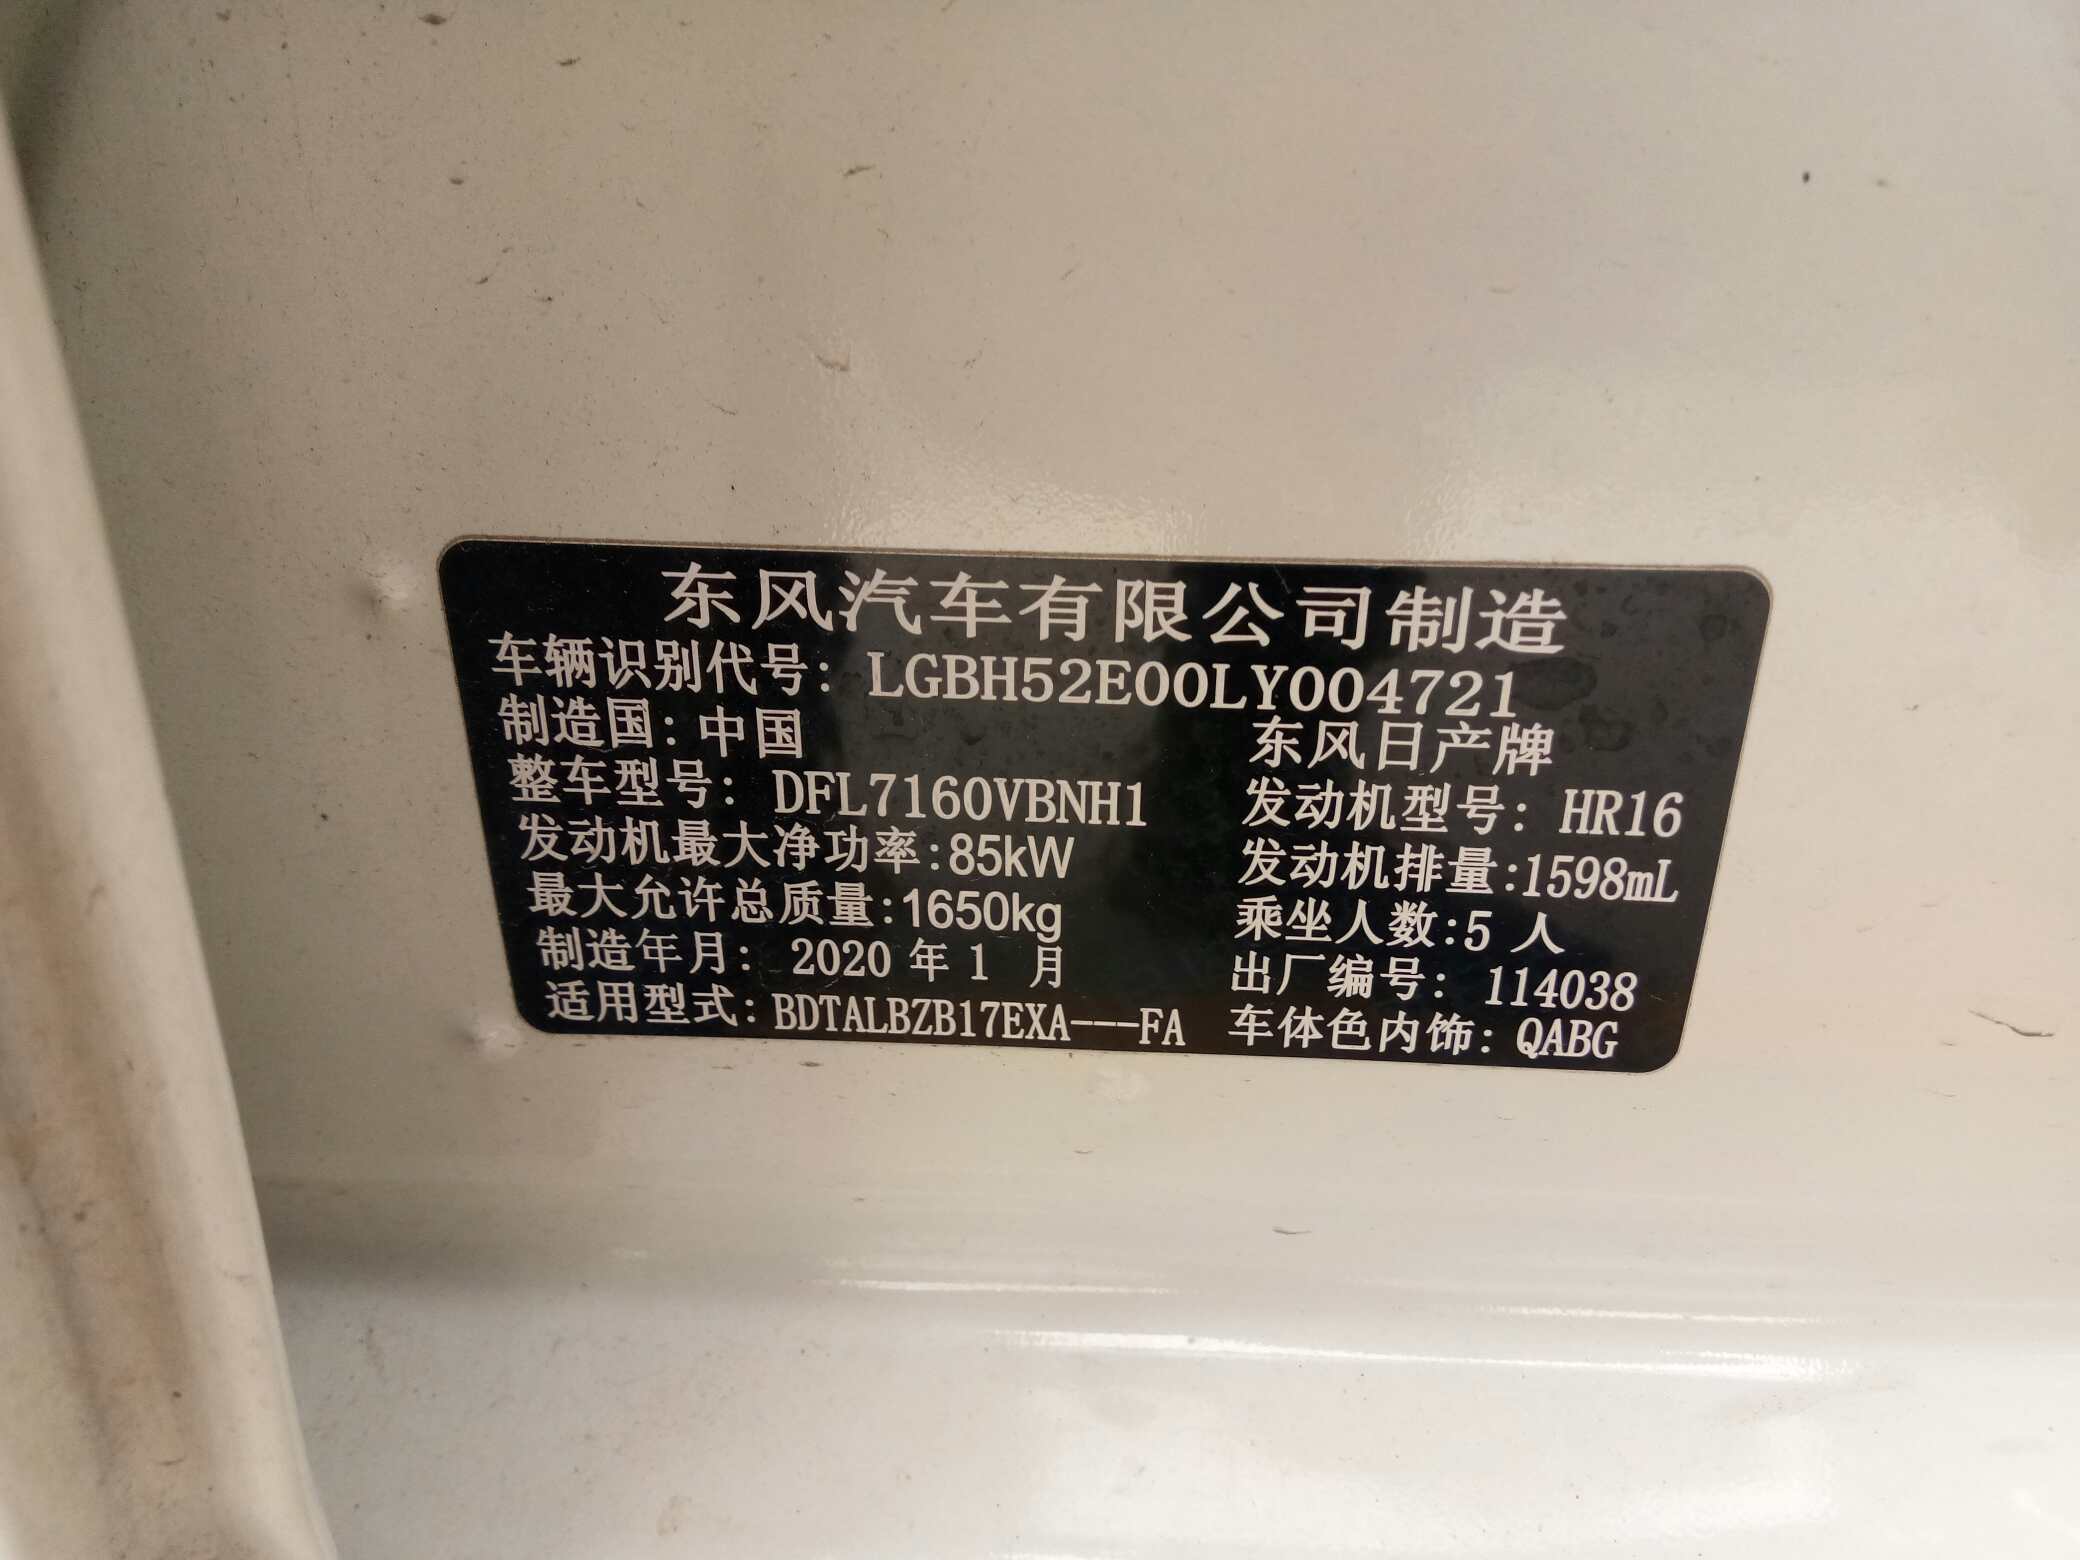 东风汽车有限公司制造
车辆识别代号: LGBH52E00LY004721
制造国: 中国 东风日产牌
整车型号: DFL7160VBNH1 发动机型号: HR16
发动机最大净功率:85kW 发动机排量:1598mL
最大允许总质量:1650kg 乘坐人数:5 人
制造年月: 2020 年 1 月 出厂编号: 114038
适用型式: BDTALBZB17EXA---FA 车体色内饰: QABG